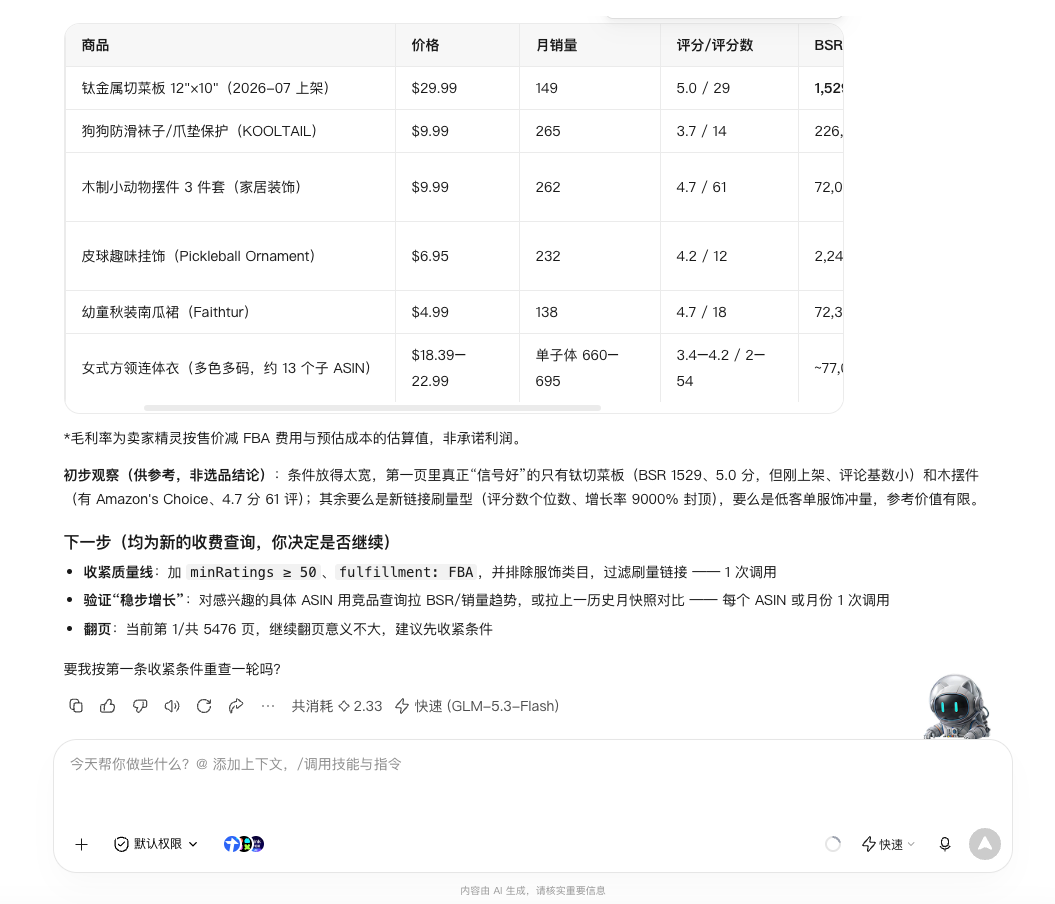 商品 价格 月销量 评分/评分数 BSR
钛金属切菜板 12"×10"（2026-07 上架） $29.99 149 5.0 / 29 1,529
狗狗防滑袜子/爪垫保护（KOOLTAIL） $9.99 265 3.7 / 14 226,
木制小动物摆件 3 件套（家居装饰） $9.99 262 4.7 / 61 72,0
皮球趣味挂饰（Pickleball Ornament） $6.95 232 4.2 / 12 2,24
幼童秋装南瓜裙（Faithtur） $4.99 138 4.7 / 18 72,3
女式方领连体衣（多色多码，约 13 个子 ASIN） $18.39–22.99 单子体 660–695 3.4–4.2 / 2–54 ~77,0
*毛利率为卖家精灵按售价减 FBA 费用与预估成本的估算值，非承诺利润。
初步观察（供参考，非选品结论）：条件放得太宽，第一页里真正“信号好”的只有钛切菜板（BSR 1529、5.0 分，但刚上架、评论基数小）和木摆件
（有 Amazon's Choice、4.7 分 61 评）；其余要么是新链接刷量型（评分数个位数、增长率 9000% 封顶），要么是低客单服饰冲量，参考价值有限。
下一步（均为新的收费查询，你决定是否继续）
• 收紧质量线：加 minRatings ≥ 50、fulfillment: FBA，并排除服饰类目，过滤刷量链接 —— 1 次调用
• 验证“稳步增长”：对感兴趣的具体 ASIN 用竞品查询拉 BSR/销量趋势，或拉上一历史月快照对比 —— 每个 ASIN 或月份 1 次调用
• 翻页：当前第 1/共 5476 页，继续翻页意义不大，建议先收紧条件
要我按第一条收紧条件重查一轮吗？
共消耗 2.33 快速 (GLM-5.3-Flash)
今天帮你做些什么？@ 添加上下文，/调用技能与指令
默认权限 快速
内容由 AI 生成，请核实重要信息